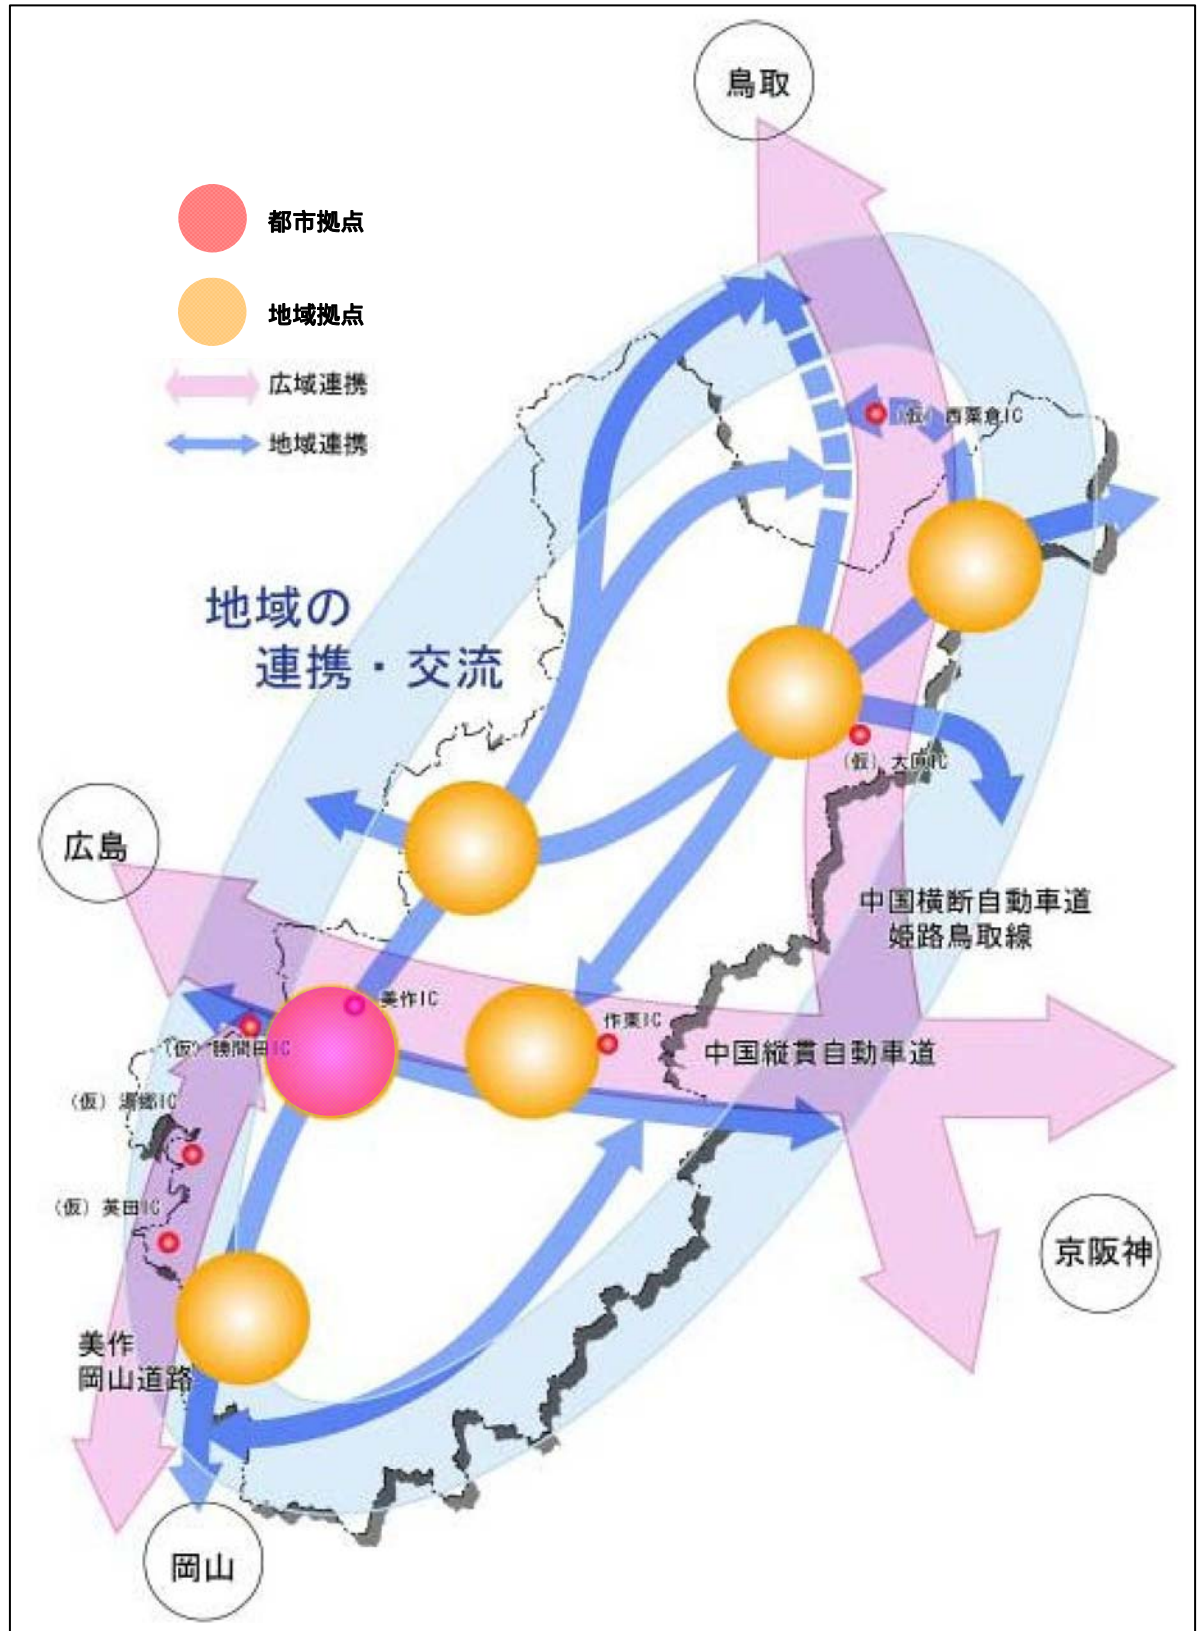 鳥取
都市拠点
地域拠点
広域連携
地域連携
(仮)西粟倉IC
地域の
連携・交流
(仮)大原IC
広島
中国横断自動車道
姫路鳥取線
美作IC
作東IC
(仮)勝間田IC
中国縦貫自動車道
(仮)湯郷IC
(仮)英田IC
京阪神
美作
岡山道路
岡山